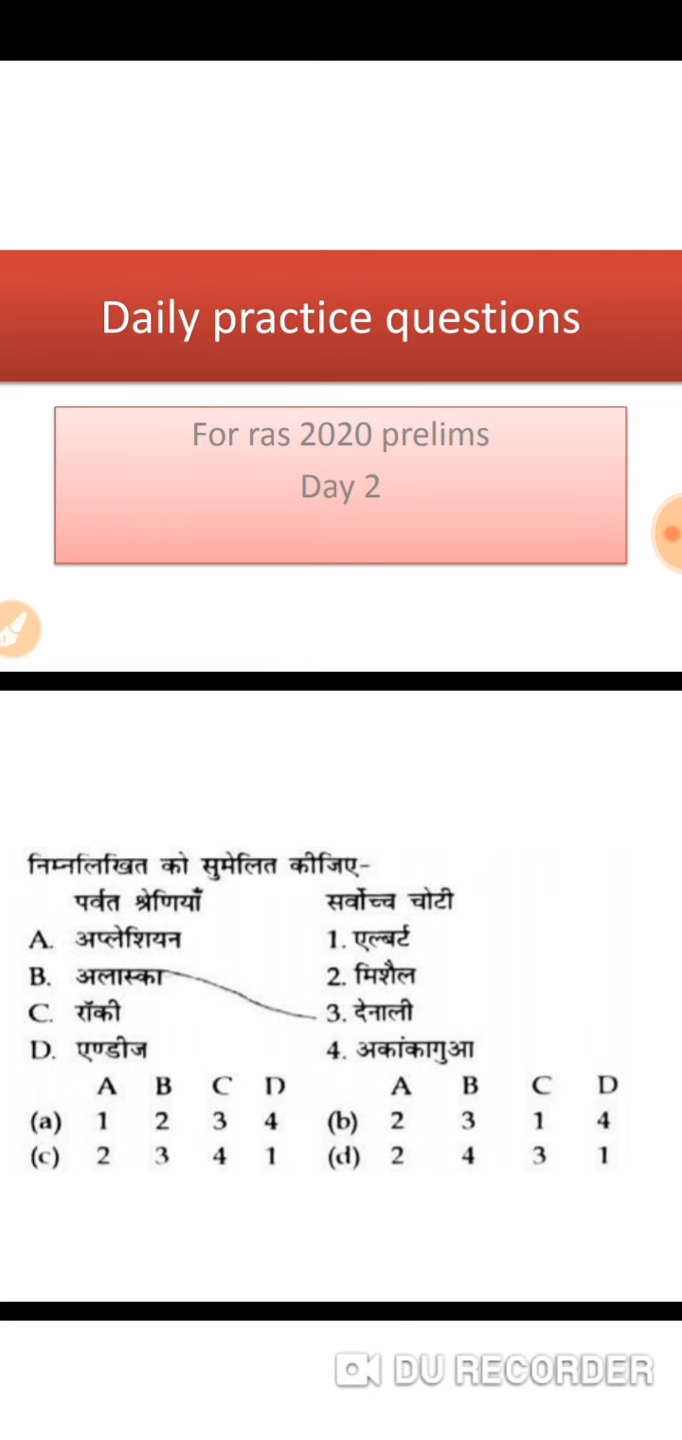 Daily practice questions
For ras 2020 prelims
Day 2
निम्नलिखित को सुमेलित कीजिए-
पर्वत श्रेणियाँ सर्वोच्च चोटी
A. अप्लेशियन 1. एल्बर्ट
B. अलास्का 2. मिशैल
C. रॉकी 3. देनाली
D. एण्डीज 4. अकांकागुआ
A B C D A B C D
(a) 1 2 3 4 (b) 2 3 1 4
(c) 2 3 4 1 (d) 2 4 3 1
DU RECORDER